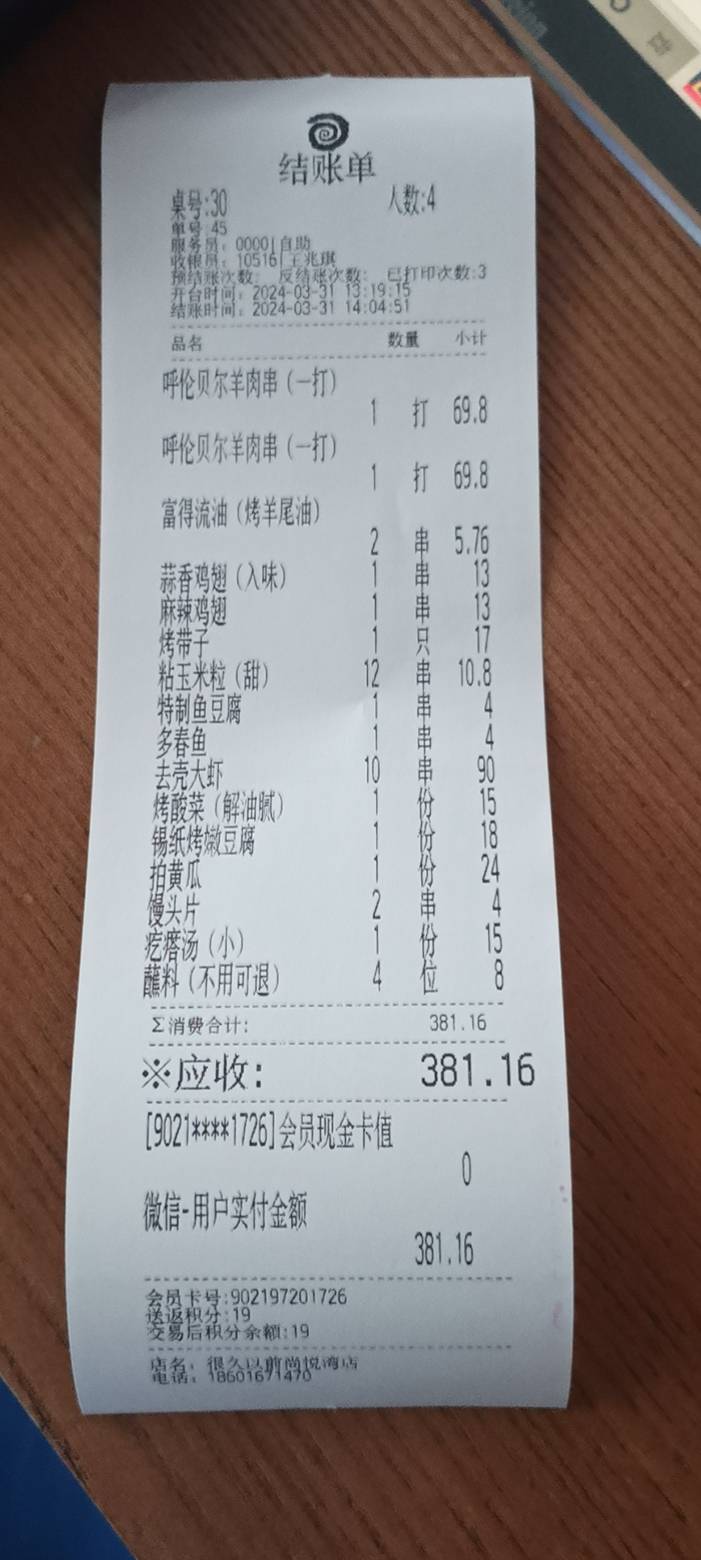 结账单
桌号:30 人数:4
单号:45
服务员: 0000|自助
收银员: 10516|王兆琪
预结账次数: 反结账次数: 已打印次数:3
开台时间: 2024-03-31 13:19:15
结账时间: 2024-03-31 14:04:51
品名 数量 小计
呼伦贝尔羊肉串(一打)
1 打 69.8
呼伦贝尔羊肉串(一打)
1 打 69.8
富得流油(烤羊尾油)
2 串 5.76
蒜香鸡翅(入味) 1 串 13
麻辣鸡翅 1 串 13
烤带子 1 只 17
粘玉米粒(甜) 12 串 10.8
特制鱼豆腐 1 串 4
多春鱼 1 串 4
去壳大虾 10 串 90
烤酸菜(解油腻) 1 份 15
锡纸烤嫩豆腐 1 份 18
拍黄瓜 1 份 24
馒头片 2 串 4
疙瘩汤(小) 1 份 15
蘸料(不用可退) 4 位 8
Σ消费合计: 381.16
※应收: 381.16
[9021****1726]会员现金卡值
0
微信-用户实付金额
381.16
会员卡号:902197201726
送返积分:19
交易后积分余额:19
店名: 很久以前尚悦湾店
电话: 18601671470